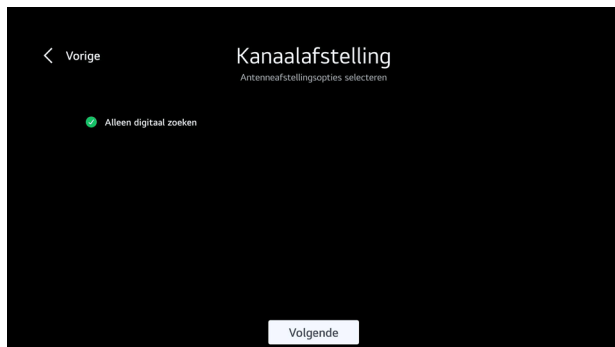 Vorige
Kanaalafstelling
Antenneafstellingsopties selecteren
Alleen digitaal zoeken
Volgende